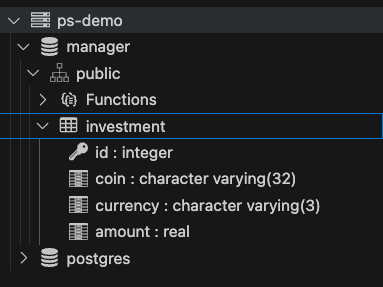 ps-demo
manager
public
Functions
investment
id : integer
coin : character varying(32)
currency : character varying(3)
amount : real
postgres